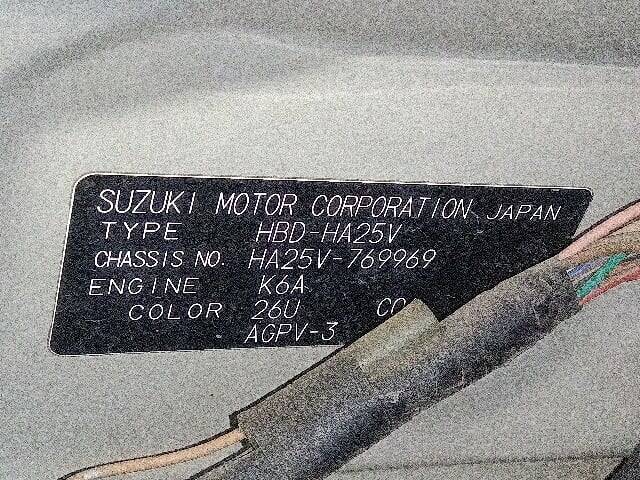 SUZUKI MOTOR CORPORATION, JAPAN
TYPE HBD-HA25V
CHASSIS NO. HA25V-769969
ENGINE K6A
COLOR 26U
AGPV-3